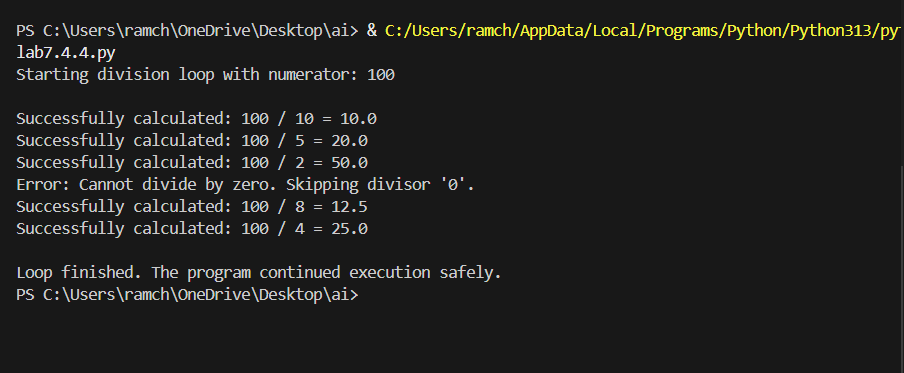 PS C:\Users\ramch\OneDrive\Desktop\ai> & C:/Users/ramch/AppData/Local/Programs/Python/Python313/py
lab7.4.4.py
Starting division loop with numerator: 100
Successfully calculated: 100 / 10 = 10.0
Successfully calculated: 100 / 5 = 20.0
Successfully calculated: 100 / 2 = 50.0
Error: Cannot divide by zero. Skipping divisor '0'.
Successfully calculated: 100 / 8 = 12.5
Successfully calculated: 100 / 4 = 25.0
Loop finished. The program continued execution safely.
PS C:\Users\ramch\OneDrive\Desktop\ai>